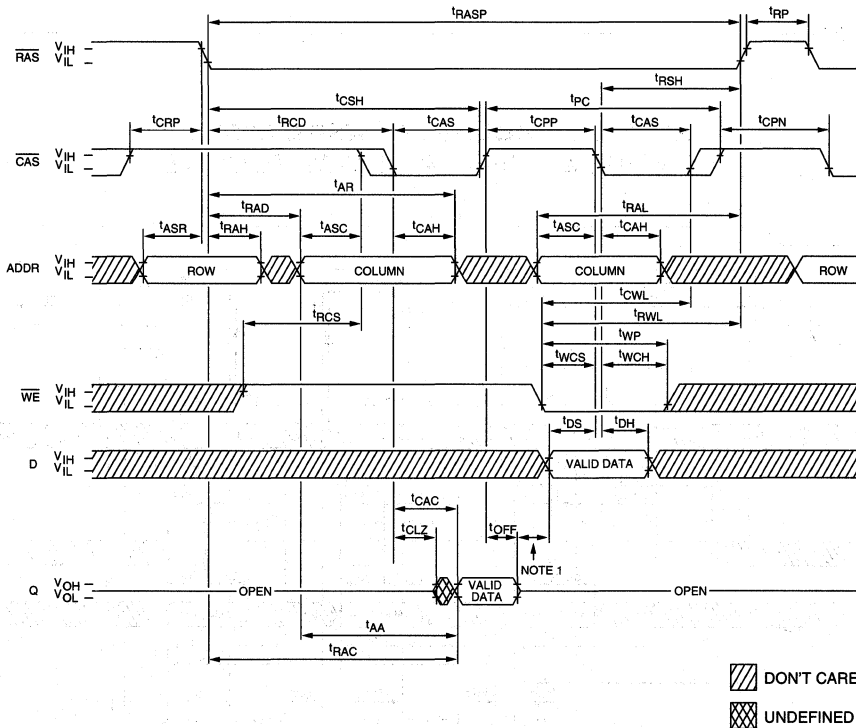 tRASP tRP
RAS VIH
VIL
tRSH
tCSH tPC
tCRP tRCD tCAS tCPP tCAS tCPN
CAS VIH
VIL
tAR
tRAD tRAL
tASR tRAH tASC tCAH tASC tCAH
ADDR VIH
VIL
ROW COLUMN COLUMN ROW
tCWL
tRCS tRWL
tWP
tWCS tWCH
WE VIH
VIL
tDS tDH
D VIH
VIL
VALID DATA
tCAC
tCLZ tOFF
NOTE 1
Q VOH
VOL
OPEN VALID
DATA OPEN
tAA
tRAC
DON'T CARE
UNDEFINED